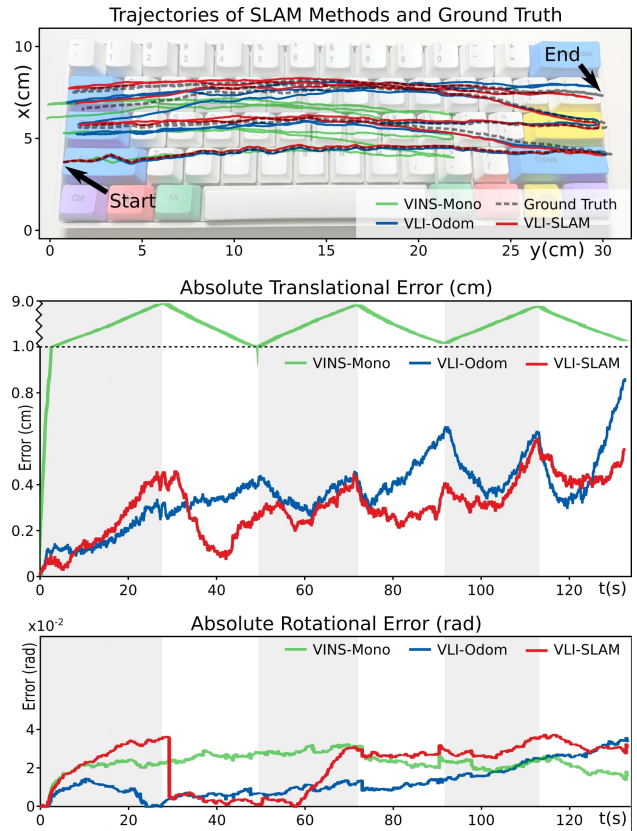 Trajectories of SLAM Methods and Ground Truth
10
5
0
x(cm)
End
Start
Ctrl
Alt
Shift
VINS-Mono
Ground Truth
VLI-Odom
VLI-SLAM
0 5 10 15 20 25 y(cm) 30
Absolute Translational Error (cm)
9.0
1.0
0.8
0.4
0.2
0
Error (cm)
VINS-Mono VLI-Odom VLI-SLAM
0 20 40 60 80 100 120 t(s)
Absolute Rotational Error (rad)
x10-2
4
2
0
Error (rad)
VINS-Mono VLI-Odom VLI-SLAM
0 20 40 60 80 100 120 t(s)